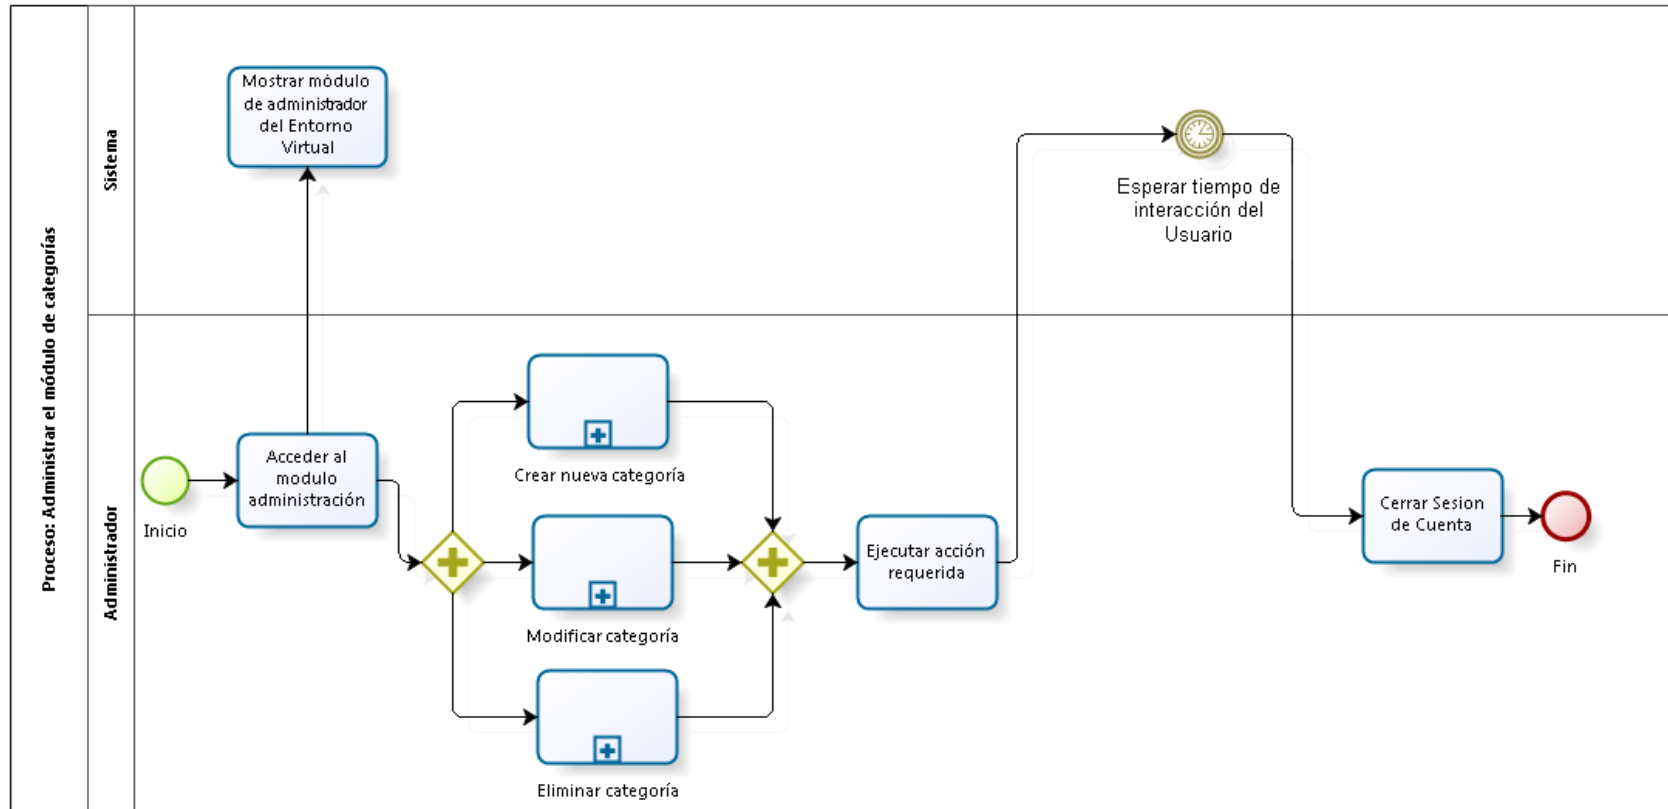 Proceso: Administrar el módulo de categorías
Sistema
Mostrar módulo
de administrador
del Entorno
Virtual
Esperar tiempo de
interacción del
Usuario
Administrador
Inicio
Acceder al
modulo
administración
Crear nueva categoría
Modificar categoría
Eliminar categoría
Ejecutar acción
requerida
Cerrar Sesion
de Cuenta
Fin